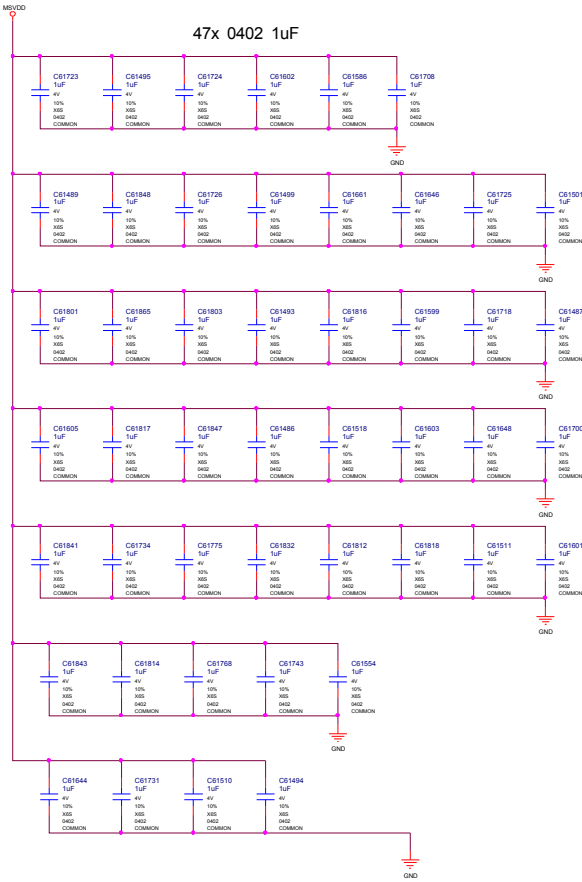 MSVDD
47x 0402 1uF
C61723 C61495 C61724 C61602 C61586 C61708
1uF 1uF 1uF 1uF 1uF 1uF
4V 4V 4V 4V 4V 4V
10% 10% 10% 10% 10% 10%
X6S X6S X6S X6S X6S X6S
0402 0402 0402 0402 0402 0402
COMMON COMMON COMMON COMMON COMMON COMMON
GND
C61489 C61848 C61726 C61499 C61661 C61646 C61725 C61501
1uF 1uF 1uF 1uF 1uF 1uF 1uF 1uF
4V 4V 4V 4V 4V 4V 4V 4V
10% 10% 10% 10% 10% 10% 10% 10%
X6S X6S X6S X6S X6S X6S X6S X6S
0402 0402 0402 0402 0402 0402 0402 0402
COMMON COMMON COMMON COMMON COMMON COMMON COMMON COMMON
GND
C61801 C61865 C61803 C61493 C61816 C61599 C61718 C61487
1uF 1uF 1uF 1uF 1uF 1uF 1uF 1uF
4V 4V 4V 4V 4V 4V 4V 4V
10% 10% 10% 10% 10% 10% 10% 10%
X6S X6S X6S X6S X6S X6S X6S X6S
0402 0402 0402 0402 0402 0402 0402 0402
COMMON COMMON COMMON COMMON COMMON COMMON COMMON COMMON
GND
C61605 C61817 C61847 C61486 C61518 C61603 C61648 C61700
1uF 1uF 1uF 1uF 1uF 1uF 1uF 1uF
4V 4V 4V 4V 4V 4V 4V 4V
10% 10% 10% 10% 10% 10% 10% 10%
X6S X6S X6S X6S X6S X6S X6S X6S
0402 0402 0402 0402 0402 0402 0402 0402
COMMON COMMON COMMON COMMON COMMON COMMON COMMON COMMON
GND
C61841 C61734 C61775 C61832 C61812 C61818 C61511 C61601
1uF 1uF 1uF 1uF 1uF 1uF 1uF 1uF
4V 4V 4V 4V 4V 4V 4V 4V
10% 10% 10% 10% 10% 10% 10% 10%
X6S X6S X6S X6S X6S X6S X6S X6S
0402 0402 0402 0402 0402 0402 0402 0402
COMMON COMMON COMMON COMMON COMMON COMMON COMMON COMMON
GND
C61843 C61814 C61768 C61743 C61554
1uF 1uF 1uF 1uF 1uF
4V 4V 4V 4V 4V
10% 10% 10% 10% 10%
X6S X6S X6S X6S X6S
0402 0402 0402 0402 0402
COMMON COMMON COMMON COMMON COMMON
GND
C61644 C61731 C61510 C61494
1uF 1uF 1uF 1uF
4V 4V 4V 4V
10% 10% 10% 10%
X6S X6S X6S X6S
0402 0402 0402 0402
COMMON COMMON COMMON COMMON
GND